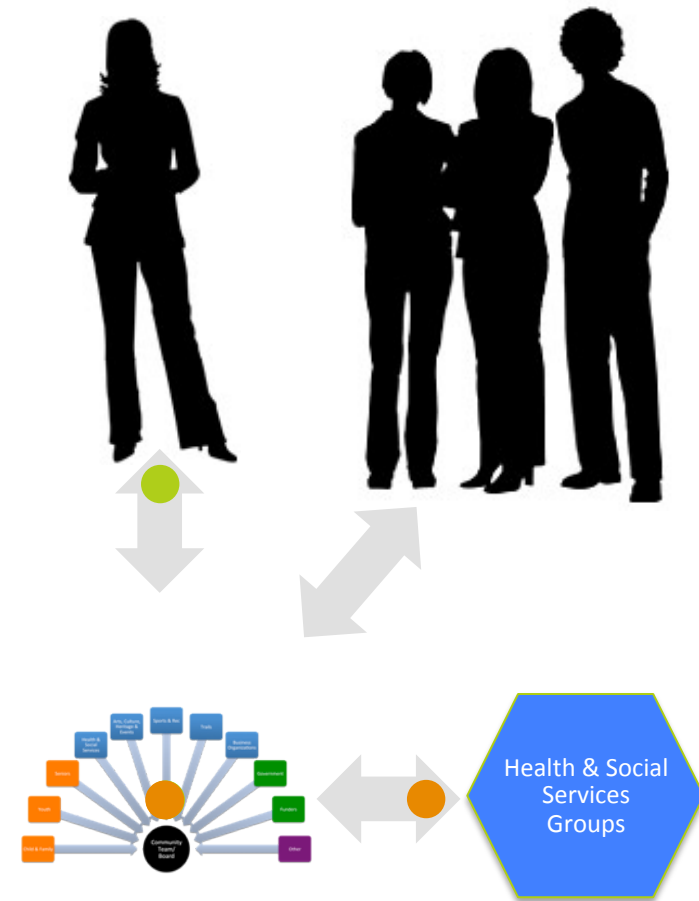 Arts, Culture,
Heritage &
Events
Sports & Rec
Trails
Health &
Social
Services
Business
Organizations
Seniors
Government
Youth
Funders
Child & Family
Community
Team/
Board
Other
Health & Social
Services
Groups